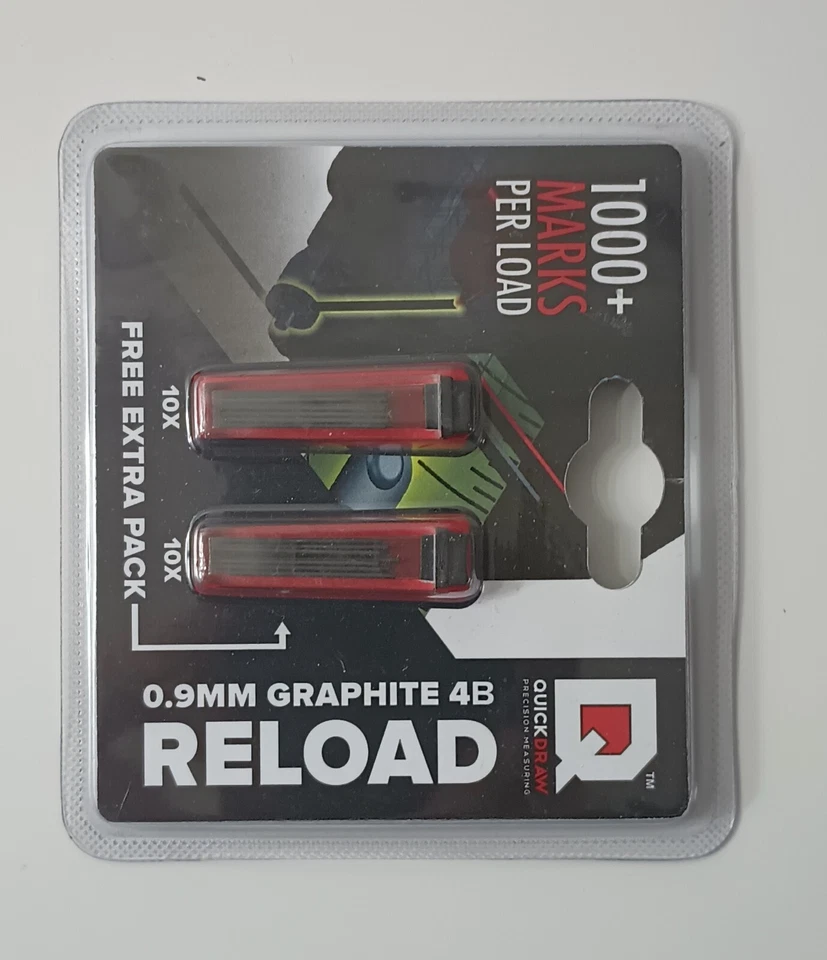 1000+
MARKS
PER LOAD
10X
10X
FREE EXTRA PACK
0.9MM GRAPHITE 4B
RELOAD
TM
QUICKDRAW
PRECISION MEASURING